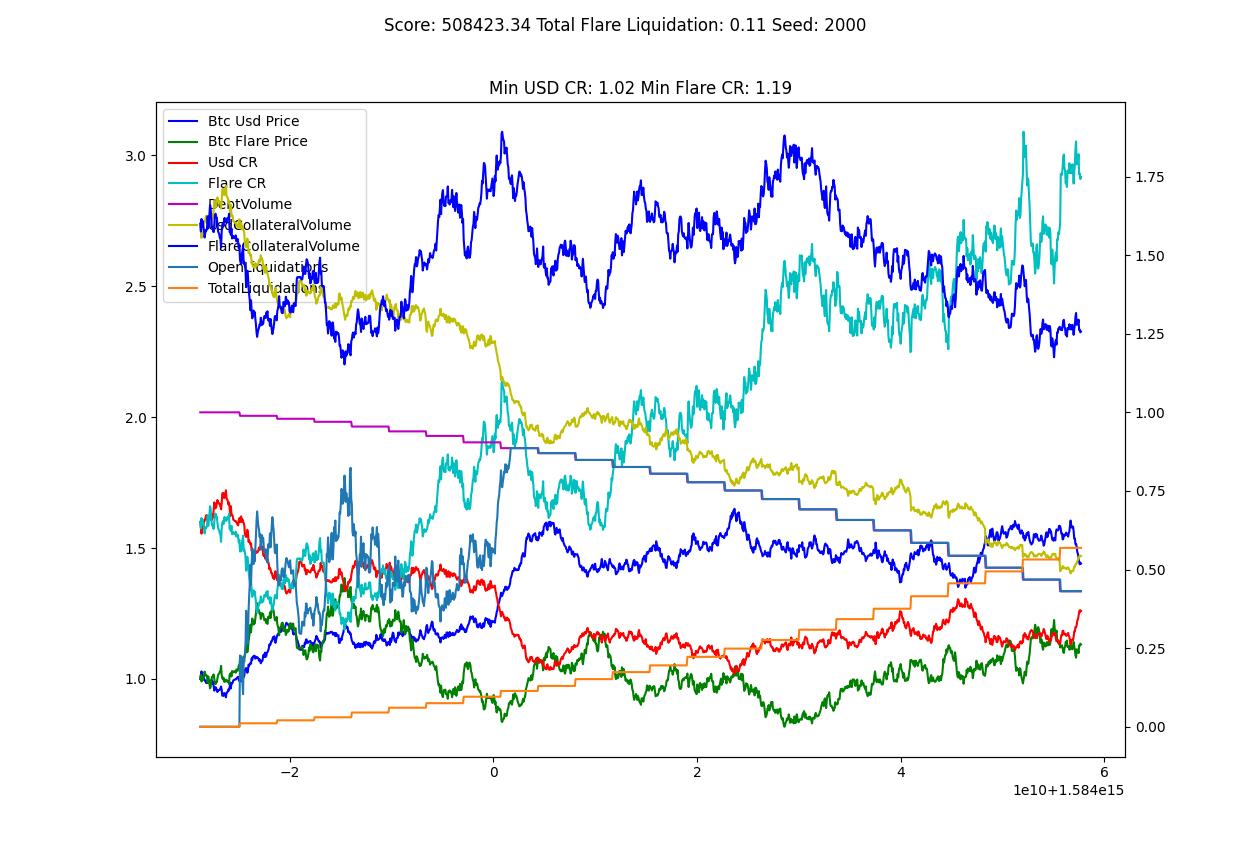 Score: 508423.34 Total Flare Liquidation: 0.11 Seed: 2000
Min USD CR: 1.02 Min Flare CR: 1.19
Btc Usd Price
Btc Flare Price
Usd CR
Flare CR
DebtVolume
UsdCollateralVolume
FlareCollateralVolume
OpenLiquidations
TotalLiquidations
3.0
2.5
2.0
1.5
1.0
1.75
1.50
1.25
1.00
0.75
0.50
0.25
0.00
−2
0
2
4
6
1e10+1.584e15